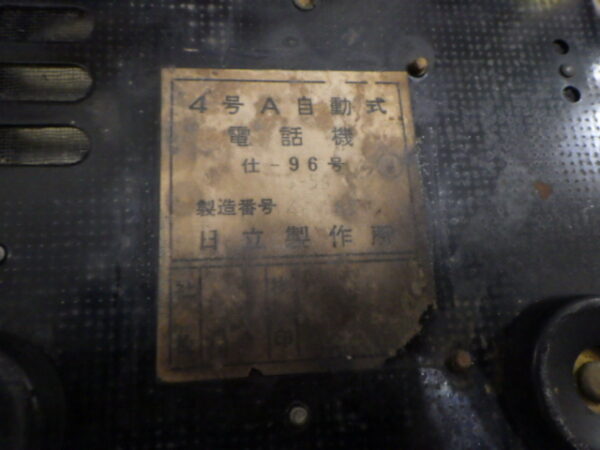 4号A自動式
電話機
仕-96号
製造番号
日立製作所
印